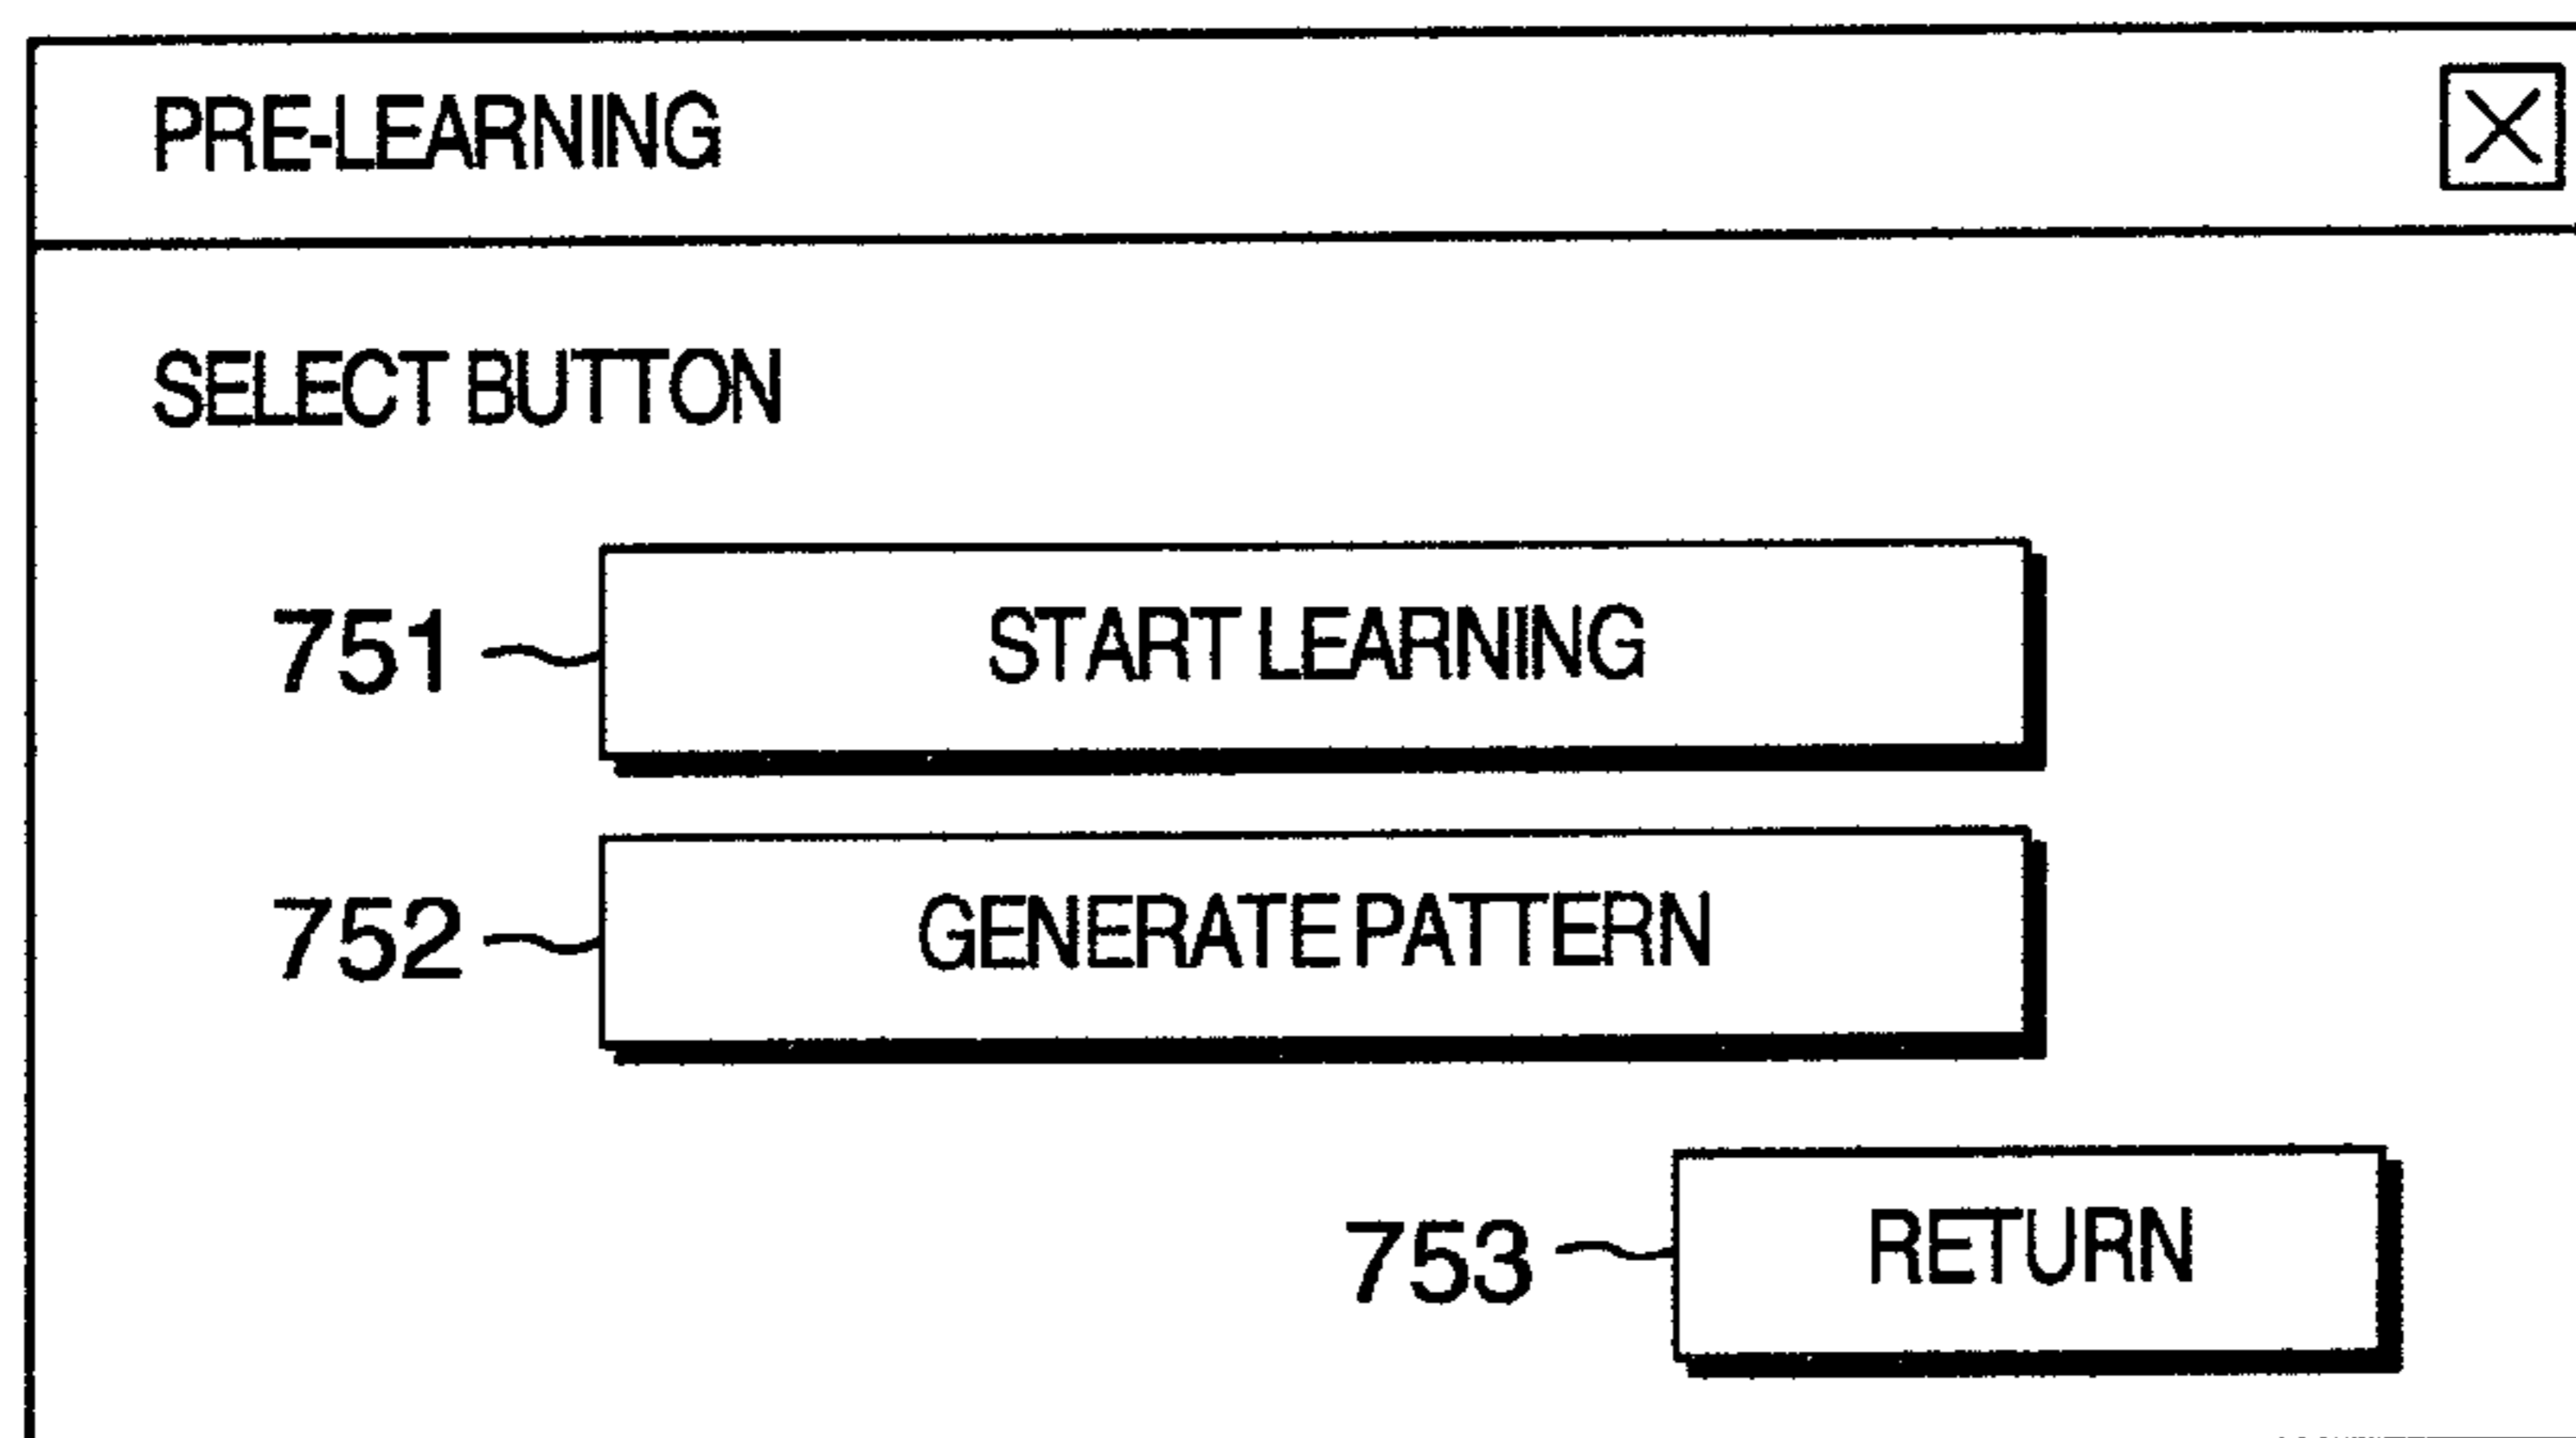 PRE-LEARNING
SELECT BUTTON
751 START LEARNING
752 GENERATE PATTERN
753 RETURN